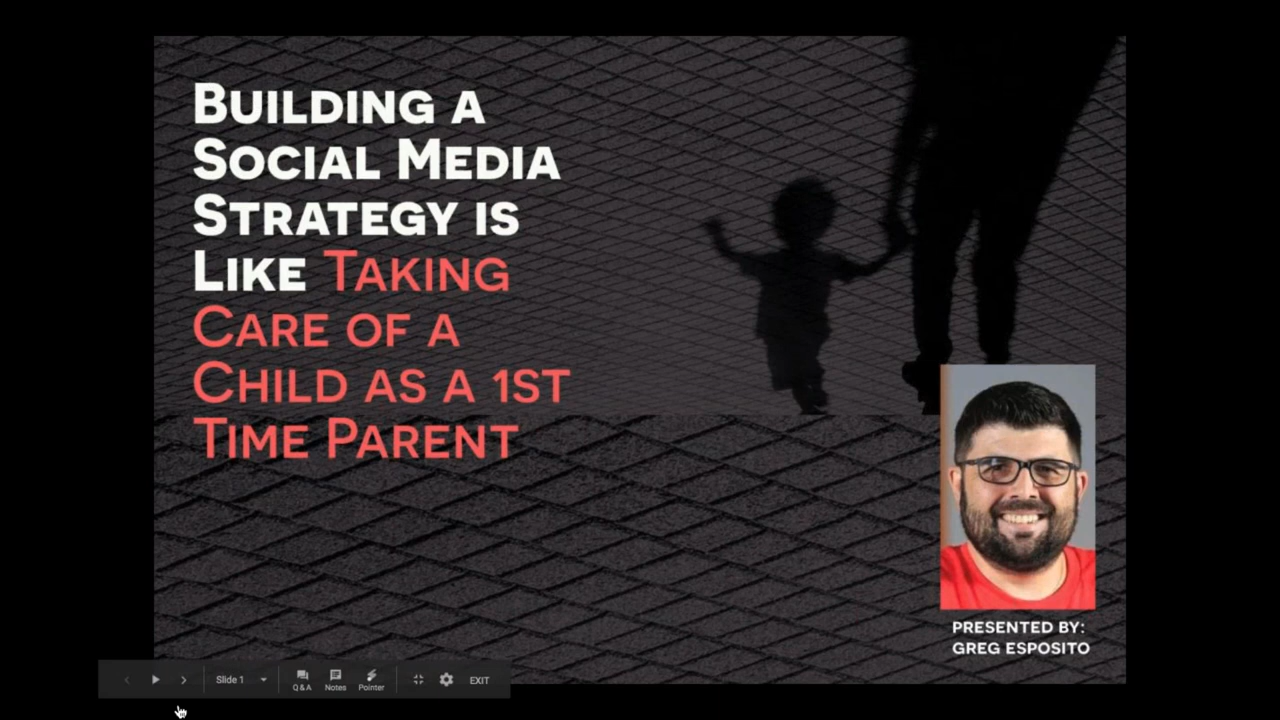 BUILDING A
SOCIAL MEDIA
STRATEGY IS
LIKE TAKING
CARE OF A
CHILD AS A 1ST
TIME PARENT
PRESENTED BY:
GREG ESPOSITO
Slide 1
Q&A
Notes
Pointer
EXIT